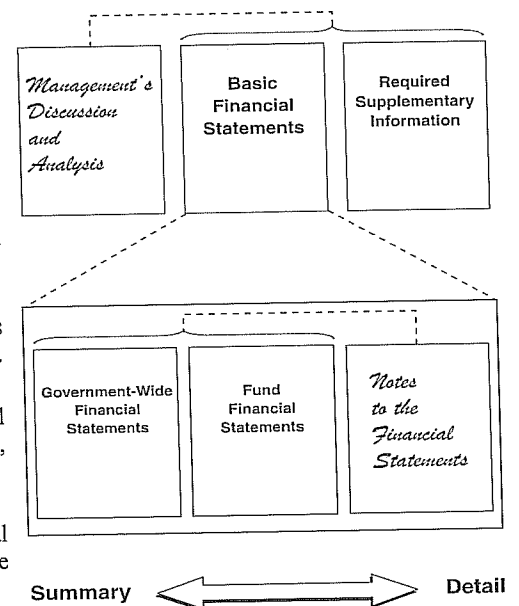 Management's
Discussion
and
Analysis
Basic
Financial
Statements
Required
Supplementary
Information
Government-Wide
Financial
Statements
Fund
Financial
Statements
Notes
to the
Financial
Statements
Summary
Detail